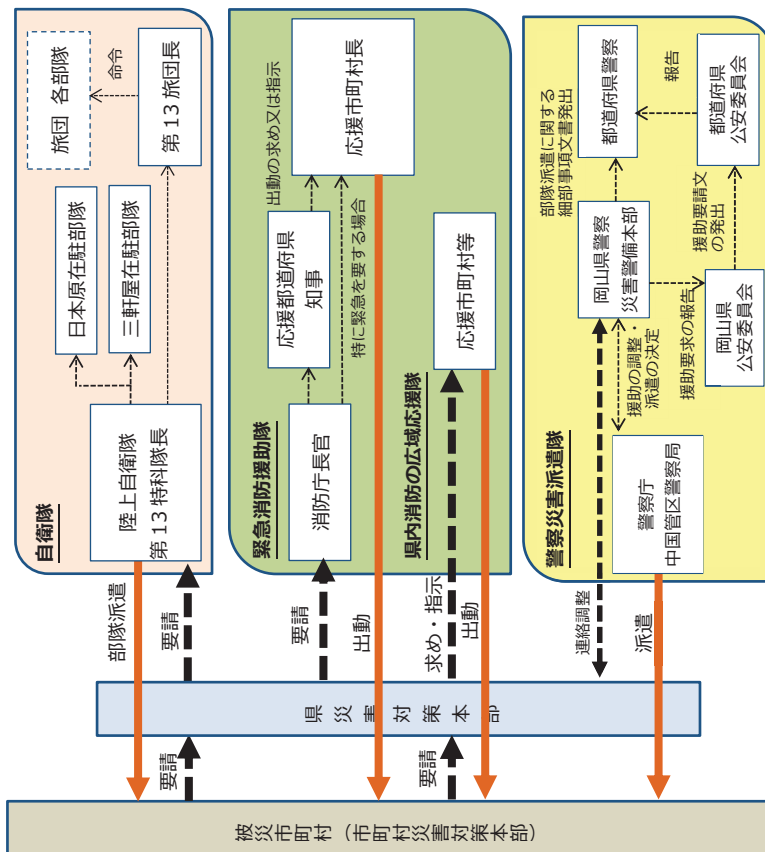 自衛隊
陸上自衛隊
第13特科隊長
日本原在駐部隊
三軒屋在駐部隊
旅団 各部隊
命令
第13旅団長
部隊派遣
要請
要請
緊急消防援助隊
消防庁長官
応援都道府県
知事
出動の求め又は指示
特に緊急を要する場合
応援市町村長
要請
出動
県内消防の広域応援隊
応援市町村等
求め・指示
出動
要請
警察災害派遣隊
警察庁
中国管区警察局
援助の調整・
派遣の決定
岡山県警察
災害警備本部
部隊派遣に関する
細部事項文書発出
都道府県警察
報告
援助要求の報告
岡山県
公安委員会
援助要請文
の発出
都道府県
公安委員会
連絡調整
派遣
県災害対策本部
被災市町村(市町村災害対策本部)